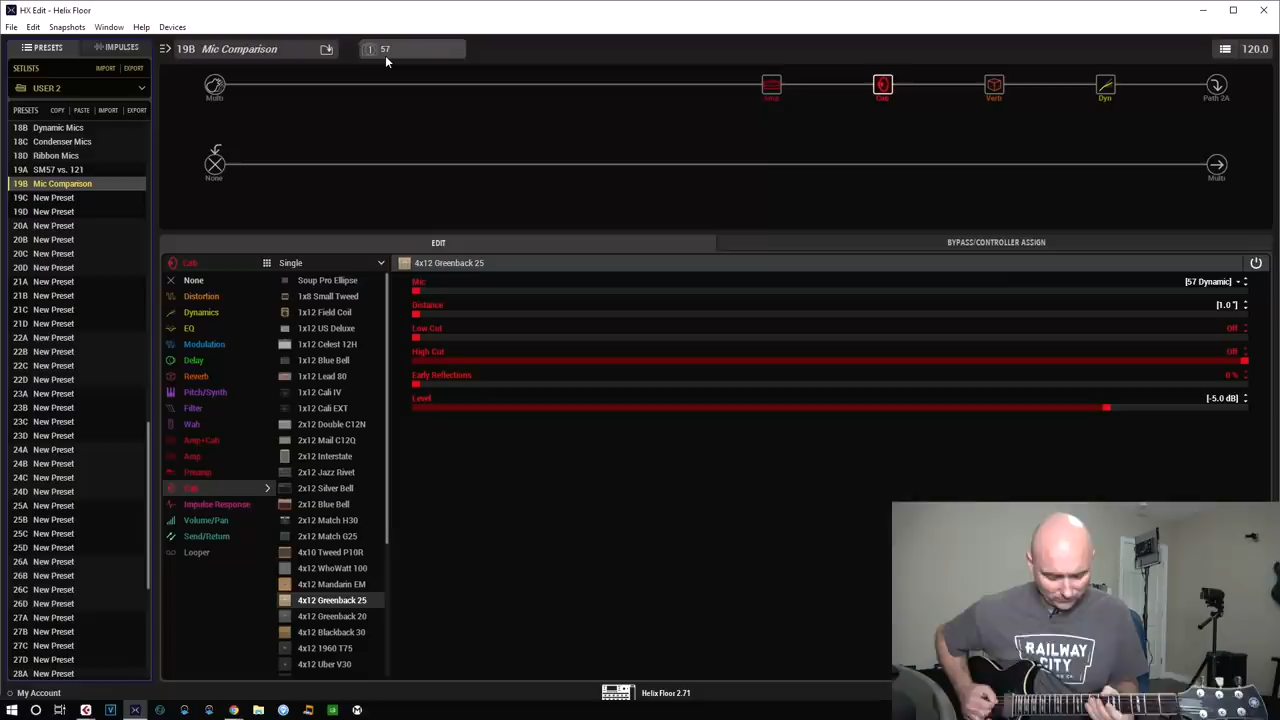 HX Edit - Helix Floor
File Edit Snapshots Window Help Devices
PRESETS IMPULSES
19B Mic Comparison
1 57
120.0
SETLISTS IMPORT EXPORT
USER 2
PRESETS COPY PASTE IMPORT EXPORT
18B Dynamic Mics
18C Condenser Mics
18D Ribbon Mics
19A SM57 vs. 121
19B Mic Comparison
19C New Preset
19D New Preset
20A New Preset
20B New Preset
20C New Preset
20D New Preset
21A New Preset
21B New Preset
21C New Preset
21D New Preset
22A New Preset
22B New Preset
22C New Preset
22D New Preset
23A New Preset
23B New Preset
23C New Preset
23D New Preset
24A New Preset
24B New Preset
24C New Preset
24D New Preset
25A New Preset
25B New Preset
25C New Preset
25D New Preset
26A New Preset
26B New Preset
26C New Preset
26D New Preset
27A New Preset
27B New Preset
27C New Preset
27D New Preset
28A New Preset
Multi Amp Cab Verb Dyn Path 2A
None Multi
EDIT BYPASS/CONTROLLER ASSIGN
Cab Single
None
Distortion
Dynamics
EQ
Modulation
Delay
Reverb
Pitch/Synth
Filter
Wah
Amp+Cab
Amp
Preamp
Cab
Impulse Response
Volume/Pan
Send/Return
Looper
Soup Pro Ellipse
1x8 Small Tweed
1x12 Field Coil
1x12 US Deluxe
1x12 Celest 12H
1x12 Blue Bell
1x12 Lead 80
1x12 Cali IV
1x12 Cali EXT
2x12 Double C12N
2x12 Mail C12Q
2x12 Interstate
2x12 Jazz Rivet
2x12 Silver Bell
2x12 Blue Bell
2x12 Match H30
2x12 Match G25
4x10 Tweed P10R
4x12 WhoWatt 100
4x12 Mandarin EM
4x12 Greenback 25
4x12 Greenback 20
4x12 Blackback 30
4x12 1960 T75
4x12 Uber V30
4x12 Greenback 25
Mic [57 Dynamic]
Distance [1.0 "]
Low Cut Off
High Cut Off
Early Reflections 0 %
Level [-5.0 dB]
RAILWAY
CITY
My Account
Helix Floor 2.71